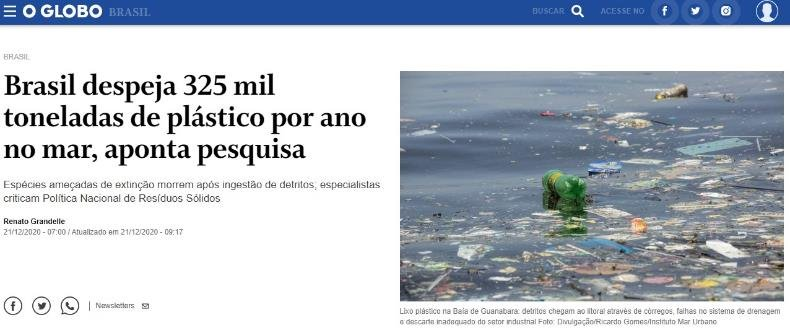 O GLOBO BRASIL
BUSCAR
ACESSE NO
BRASIL
Brasil despeja 325 mil
toneladas de plástico por ano
no mar, aponta pesquisa
Espécies ameçadas de extinção morrem após ingestão de detritos; especialistas
criticam Política Nacional de Resíduos Sólidos
Renato Grandelle
21/12/2020 - 07:00 / Atualizado em 21/12/2020 - 09:17
| Newsletters
Lixo plástico na Baía de Guanabara: detritos chegam ao litoral através de córregos, falhas no sistema de drenagem
e descarte inadequado do setor industrial Foto: Divulgação/Ricardo Gomes/Instituto Mar Urbano